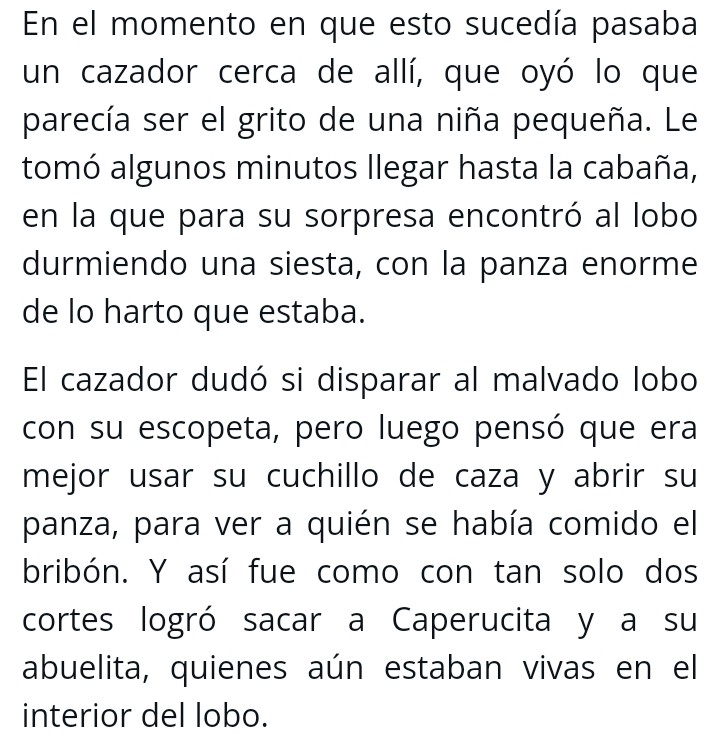 En el momento en que esto sucedía pasaba
un cazador cerca de allí, que oyó lo que
parecía ser el grito de una niña pequeña. Le
tomó algunos minutos llegar hasta la cabaña,
en la que para su sorpresa encontró al lobo
durmiendo una siesta, con la panza enorme
de lo harto que estaba.
El cazador dudó si disparar al malvado lobo
con su escopeta, pero luego pensó que era
mejor usar su cuchillo de caza y abrir su
panza, para ver a quién se había comido el
bribón. Y así fue como con tan solo dos
cortes logró sacar a Caperucita y a su
abuelita, quienes aún estaban vivas en el
interior del lobo.